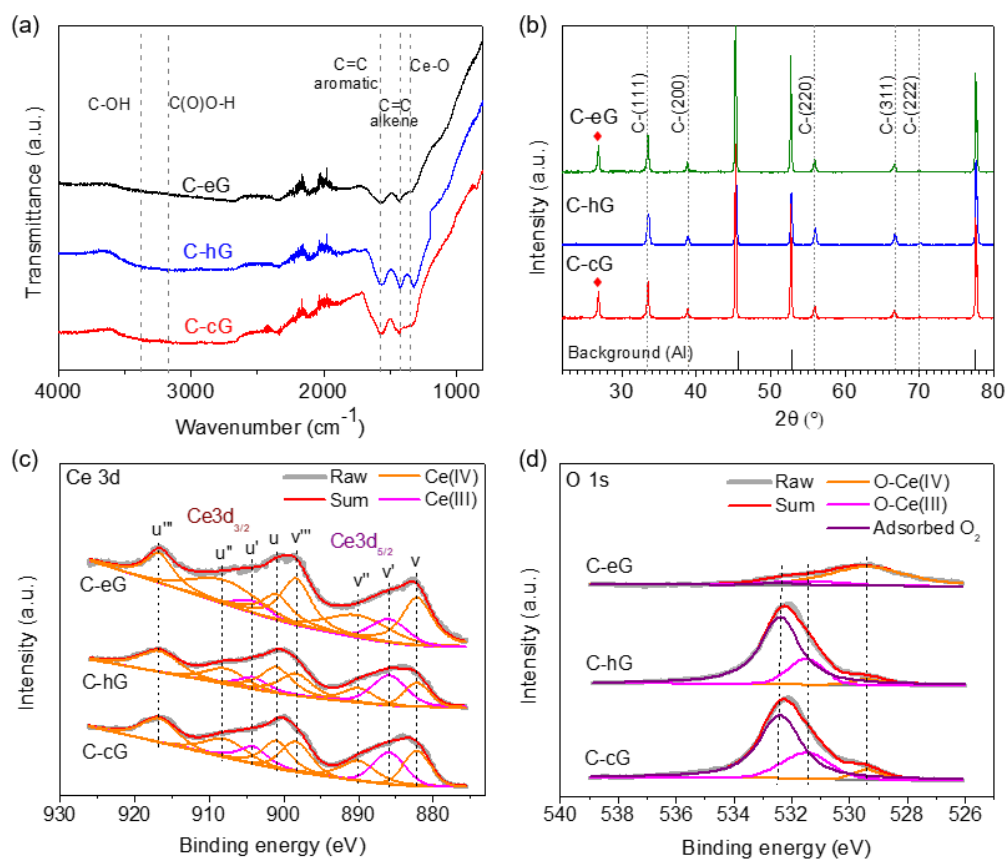 (a)
C=C
aromatic
Ce-O
C-OH
C(O)O-H
C=C
alkene
C-eG
C-hG
C-cG
Transmittance (a.u.)
4000 3000 2000 1000
Wavenumber (cm⁻¹)
(b)
C-(111)
C-(200)
C-(220)
C-(311)
C-(222)
C-eG
C-hG
C-cG
Background (Al)
Intensity (a.u.)
30 40 50 60 70 80
2θ (°)
(c)
Ce 3d
Raw
Ce(IV)
Sum
Ce(III)
Ce3d₃/₂
Ce3d₅/₂
u''' u'' u' u v''' v'' v' v
C-eG
C-hG
C-cG
Intensity (a.u.)
930 920 910 900 890 880
Binding energy (eV)
(d)
O 1s
Raw
O-Ce(IV)
Sum
O-Ce(III)
Adsorbed O₂
C-eG
C-hG
C-cG
Intensity (a.u.)
540 538 536 534 532 530 528 526
Binding energy (eV)